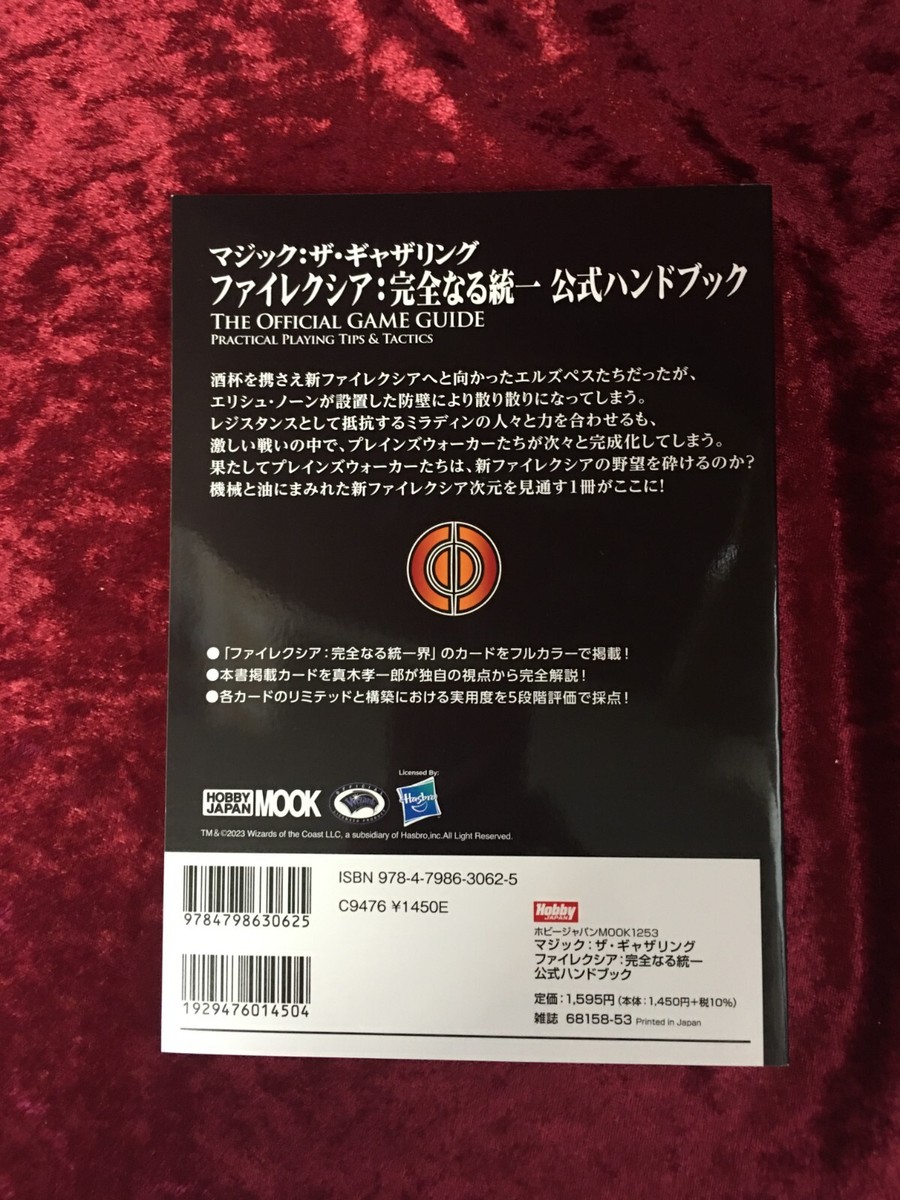 マジック：ザ・ギャザリング
ファイレクシア：完全なる統一 公式ハンドブック
THE OFFICIAL GAME GUIDE
PRACTICAL PLAYING TIPS & TACTICS
酒杯を携さえ新ファイレクシアへと向かったエルズペスたちだったが、
エリシュ・ノーンが設置した防壁により散り散りになってしまう。
レジスタンスとして抵抗するミラディンの人々と力を合わせるも、
激しい戦いの中で、プレインズウォーカーたちが次々と完成化してしまう。
果たしてプレインズウォーカーたちは、新ファイレクシアの野望を砕けるのか?
機械と油にまみれた新ファイレクシア次元を見通す1冊がここに!
●「ファイレクシア：完全なる統一界」のカードをフルカラーで掲載!
●本書掲載カードを真木孝一郎が独自の視点から完全解説!
●各カードのリミテッドと構築における実用度を5段階評価で採点!
Licensed By:
HOBBY JAPAN MOOK
OFFICIAL Wizards LICENSED PRODUCT
Hasbro
TM & ©2023 Wizards of the Coast LLC, a subsidiary of Hasbro,inc.All Light Reserved.
ISBN 978-4-7986-3062-5
C9476 ¥1450E
9784798630625
1929476014504
Hobby JAPAN
ホビージャパンMOOK1253
マジック：ザ・ギャザリング
ファイレクシア：完全なる統一
公式ハンドブック
定価：1,595円（本体：1,450円+税10%）
雑誌 68158-53 Printed in Japan